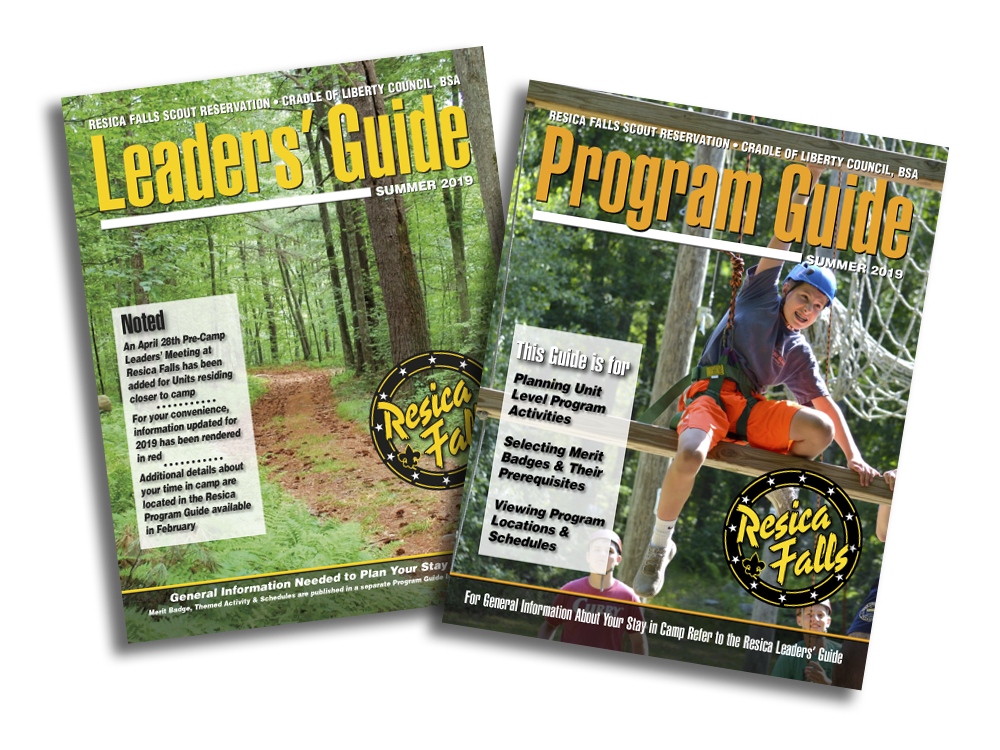 RESICA FALLS SCOUT RESERVATION • CRADLE OF LIBERTY COUNCIL, BSA
Leaders' Guide
SUMMER 2019
Noted
An April 28th Pre-Camp
Leaders' Meeting at
Resica Falls has been
added for Units residing
closer to camp
For your convenience,
information updated for
2019 has been rendered
in red
Additional details about
your time in camp are
located in the Resica
Program Guide available
in February
Resica
Falls
General Information Needed to Plan Your Stay
Merit Badge, Themed Activity & Schedules are published in a separate Program Guide
RESICA FALLS SCOUT RESERVATION • CRADLE OF LIBERTY COUNCIL, BSA
Program Guide
SUMMER 2019
This Guide is for
Planning Unit
Level Program
Activities
Selecting Merit
Badges & Their
Prerequisites
Viewing Program
Locations &
Schedules
Resica
Falls
For General Information About Your Stay in Camp Refer to the Resica Leaders' Guide